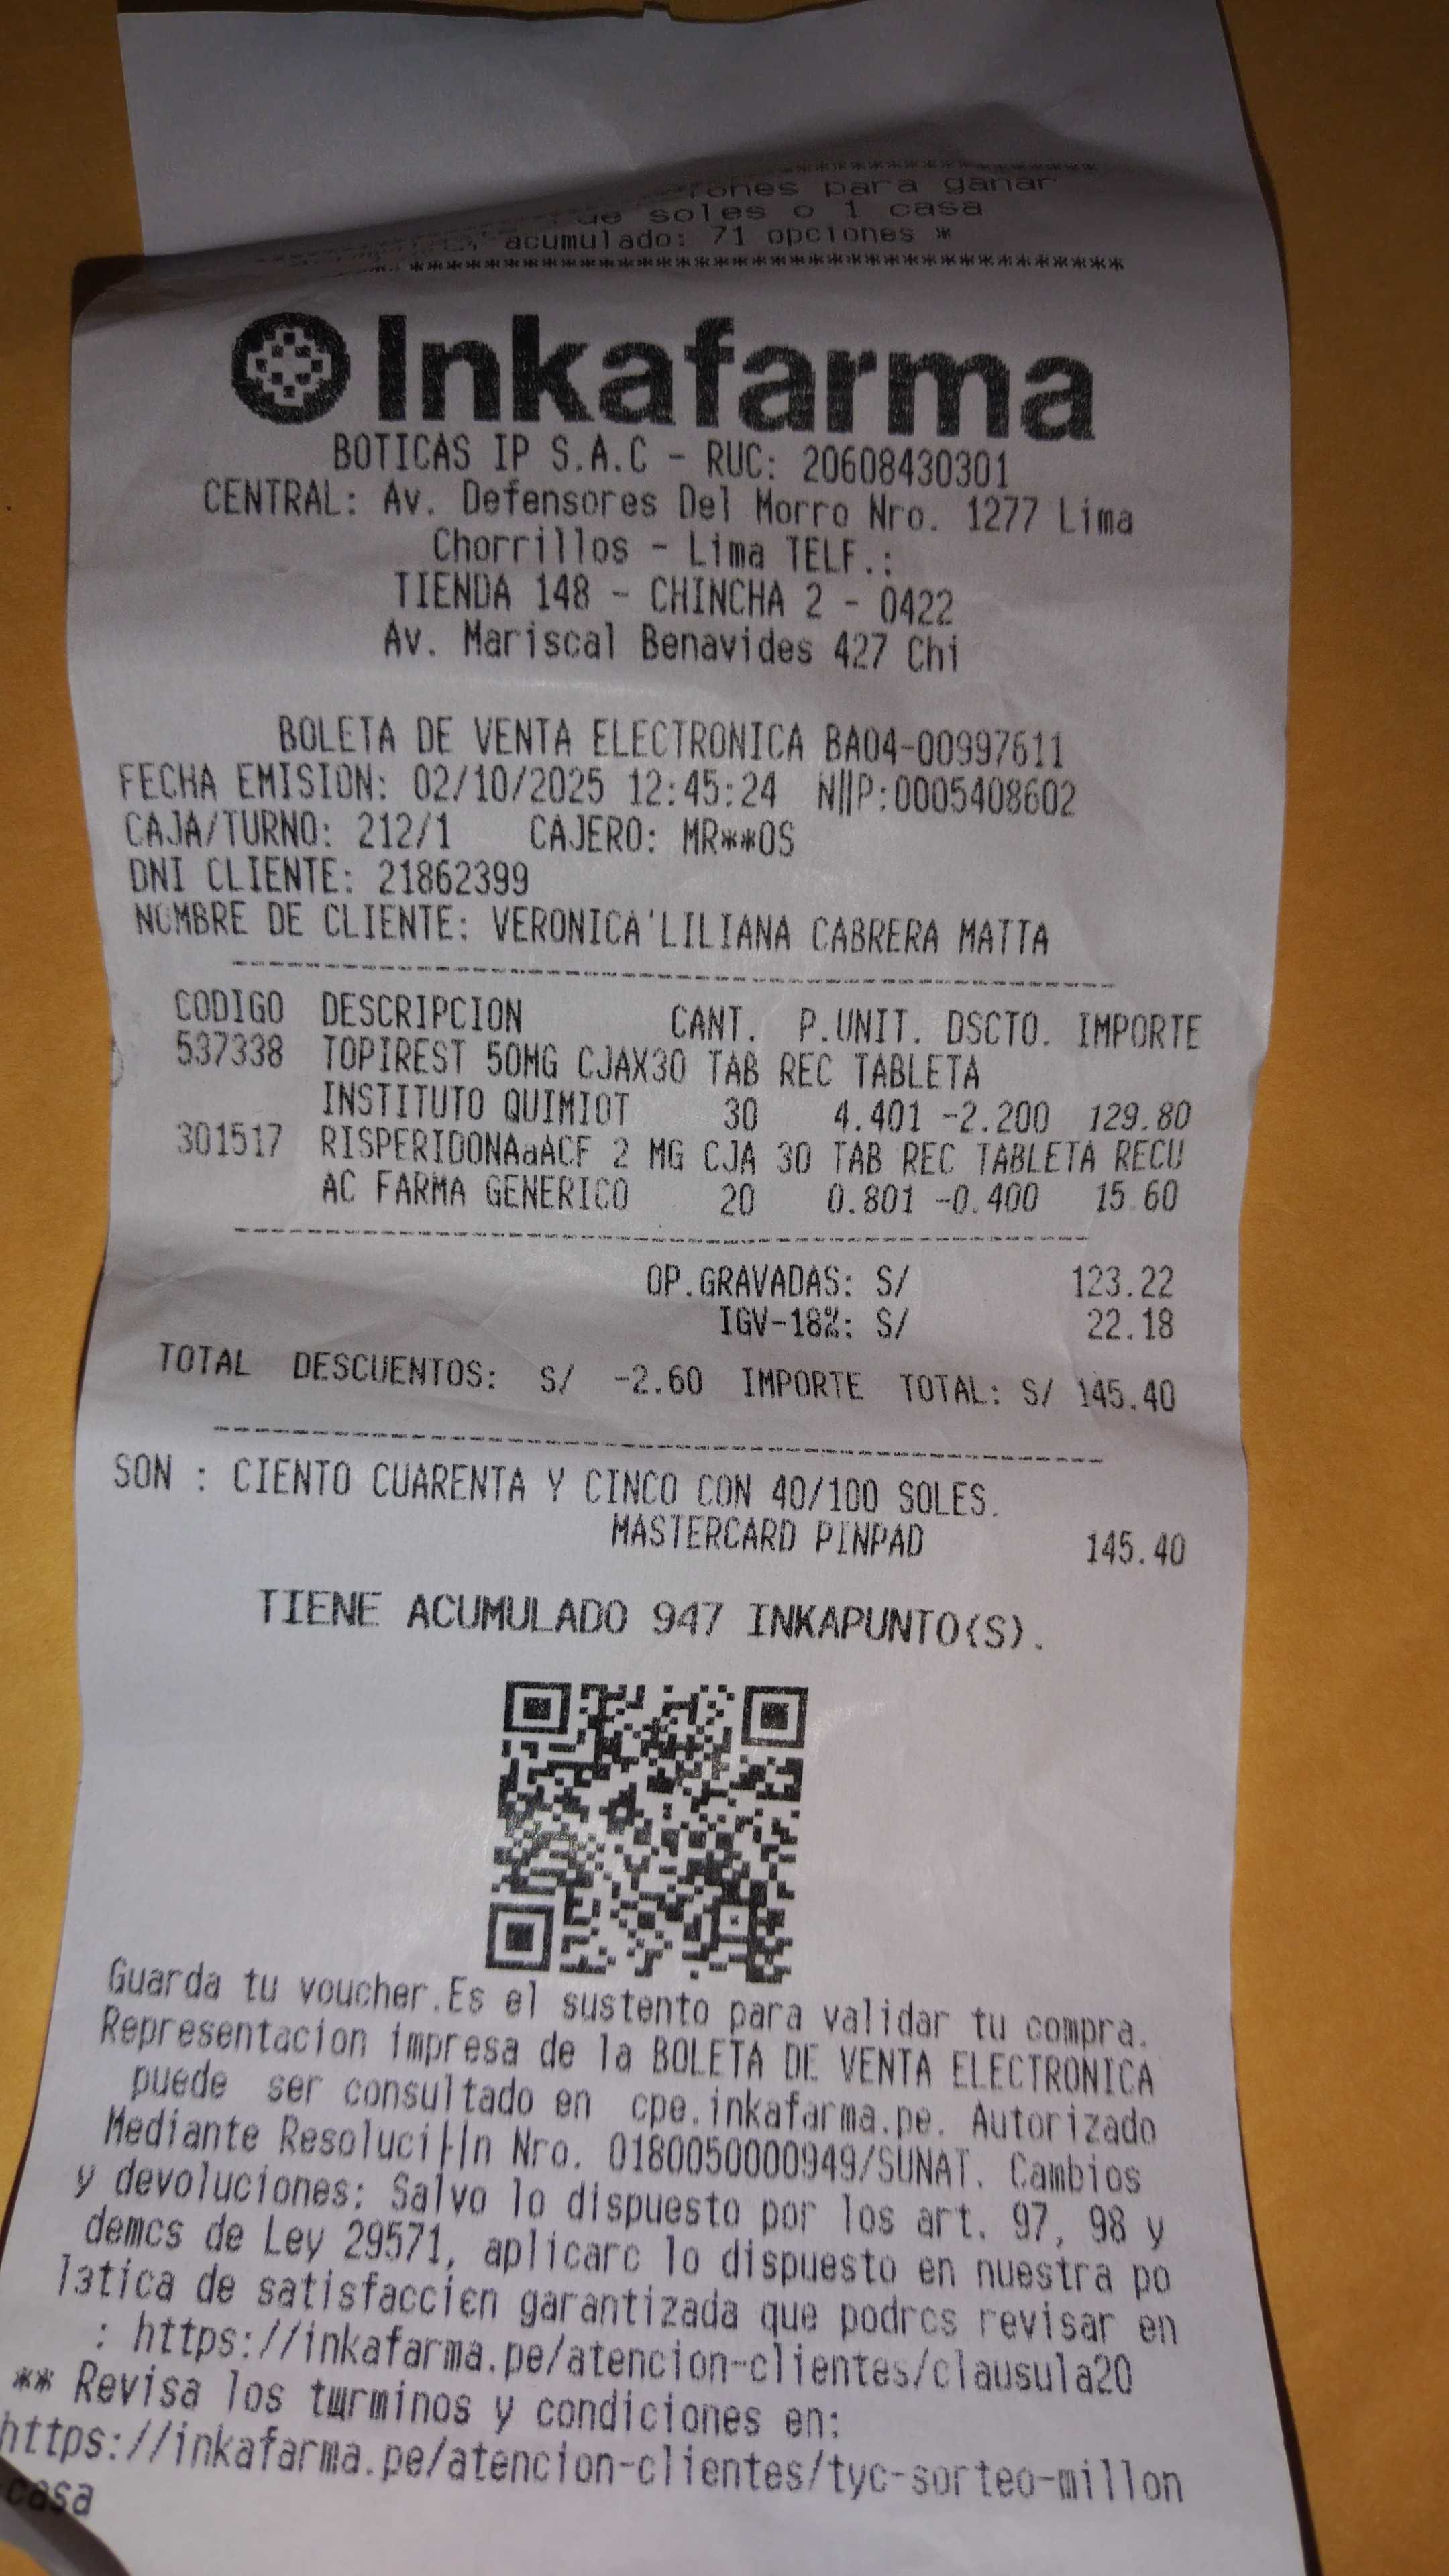 ****************************
para ganar
de soles o 1 casa
acumulado: 71 opciones *
******************************************
Inkafarma
BOTICAS IP S.A.C - RUC: 20608430301
CENTRAL: Av. Defensores Del Morro Nro. 1277 Lima
Chorrillos - Lima TELF.:
TIENDA 148 - CHINCHA 2 - 0422
Av. Mariscal Benavides 427 Chi
BOLETA DE VENTA ELECTRONICA BA04-00997611
FECHA EMISION: 02/10/2025 12:45:24 N||P:0005408602
CAJA/TURNO: 212/1 CAJERO: MR**OS
DNI CLIENTE: 21862399
NOMBRE DE CLIENTE: VERONICA'LILIANA CABRERA MATTA
CODIGO DESCRIPCION CANT. P.UNIT. DSCTO. IMPORTE
537338 TOPIREST 50MG CJAX30 TAB REC TABLETA
INSTITUTO QUIMIOT 30 4.401 -2.200 129.80
301517 RISPERIDONAaACF 2 MG CJA 30 TAB REC TABLETA RECU
AC FARMA GENERICO 20 0.801 -0.400 15.60
OP.GRAVADAS: S/ 123.22
IGV-18%: S/ 22.18
TOTAL DESCUENTOS: S/ -2.60 IMPORTE TOTAL: S/ 145.40
SON : CIENTO CUARENTA Y CINCO CON 40/100 SOLES.
MASTERCARD PINPAD 145.40
TIENE ACUMULADO 947 INKAPUNTO(S).
Guarda tu voucher.Es el sustento para validar tu compra.
Representacion impresa de la BOLETA DE VENTA ELECTRONICA
puede ser consultado en cpe.inkafarma.pe. Autorizado
Mediante Resoluci├|n Nro. 0180050000949/SUNAT. Cambios
y devoluciones: Salvo lo dispuesto por los art. 97, 98 y
demcs de Ley 29571, aplicarc lo dispuesto en nuestra po
latica de satisfaccien garantizada que podrcs revisar en
: https://inkafarma.pe/atencion-clientes/clausula20
** Revisa los tшrminos y condiciones en:
https://inkafarma.pe/atencion-clientes/tyc-sorteo-millon
casa